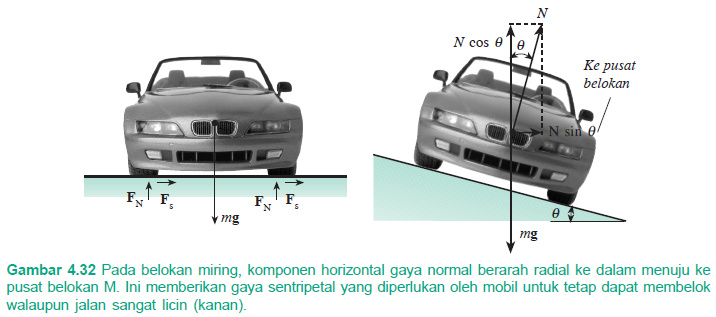 N
N cos θ
θ
Ke pusat
belokan
N sin θ
F_N F_s
F_N F_s
mg
θ
mg
Gambar 4.32 Pada belokan miring, komponen horizontal gaya normal berarah radial ke dalam menuju ke
pusat belokan M. Ini memberikan gaya sentripetal yang diperlukan oleh mobil untuk tetap dapat membelok
walaupun jalan sangat licin (kanan).